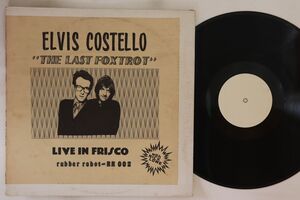 ELVIS COSTELLO
"THE LAST FOXTROT"
LIVE IN FRISCO
rubber robot—RR 002